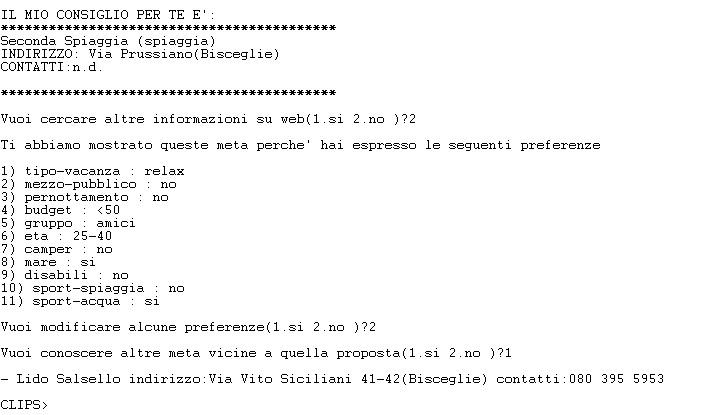 IL MIO CONSIGLIO PER TE E':
******************************************
Seconda Spiaggia (spiaggia)
INDIRIZZO: Via Prussiano(Bisceglie)
CONTATTI:n.d.
******************************************
Vuoi cercare altre informazioni su web(1.si 2.no )?2
Ti abbiamo mostrato queste meta perche' hai espresso le seguenti preferenze
1) tipo-vacanza : relax
2) mezzo-pubblico : no
3) pernottamento : no
4) budget : <50
5) gruppo : amici
6) eta : 25-40
7) camper : no
8) mare : si
9) disabili : no
10) sport-spiaggia : no
11) sport-acqua : si
Vuoi modificare alcune preferenze(1.si 2.no )?2
Vuoi conoscere altre meta vicine a quella proposta(1.si 2.no )?1
- Lido Salsello indirizzo:Via Vito Siciliani 41-42(Bisceglie) contatti:080 395 5953
CLIPS>